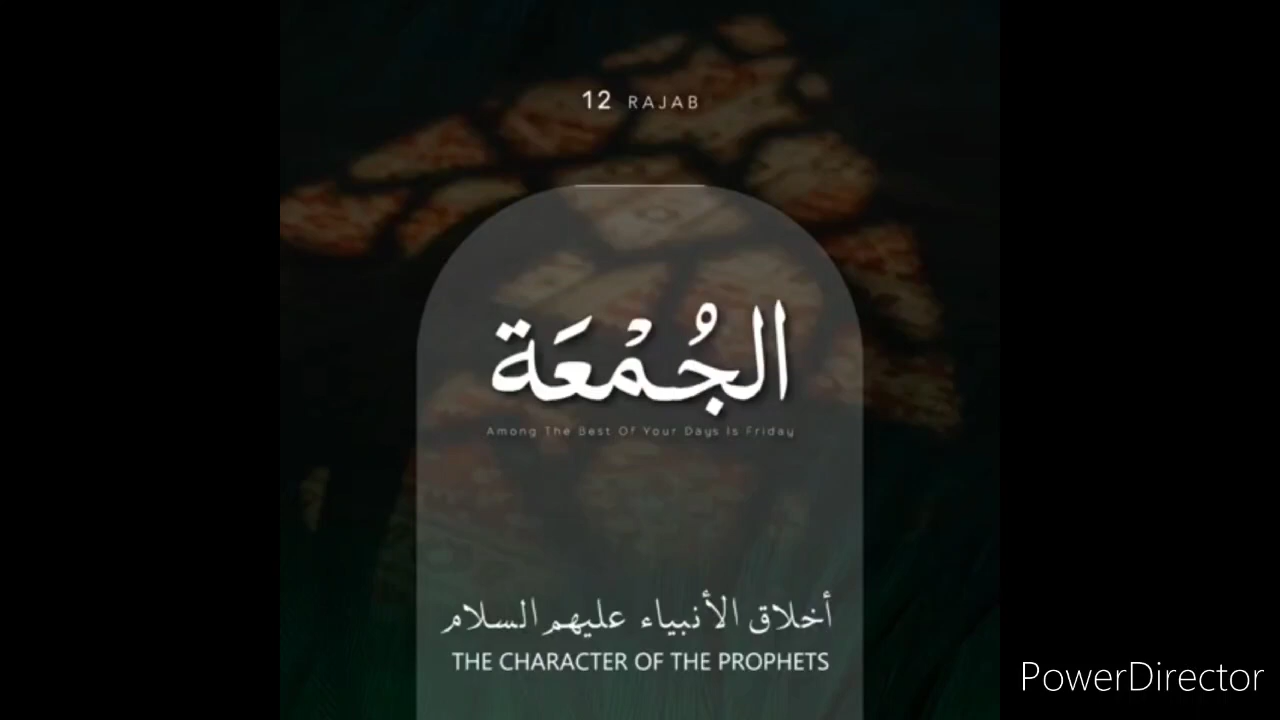 12 RAJAB
الجُمْعَة
Among The Best Of Your Days Is Friday
أخلاق الأنبياء عليهم السلام
THE CHARACTER OF THE PROPHETS
PowerDirector